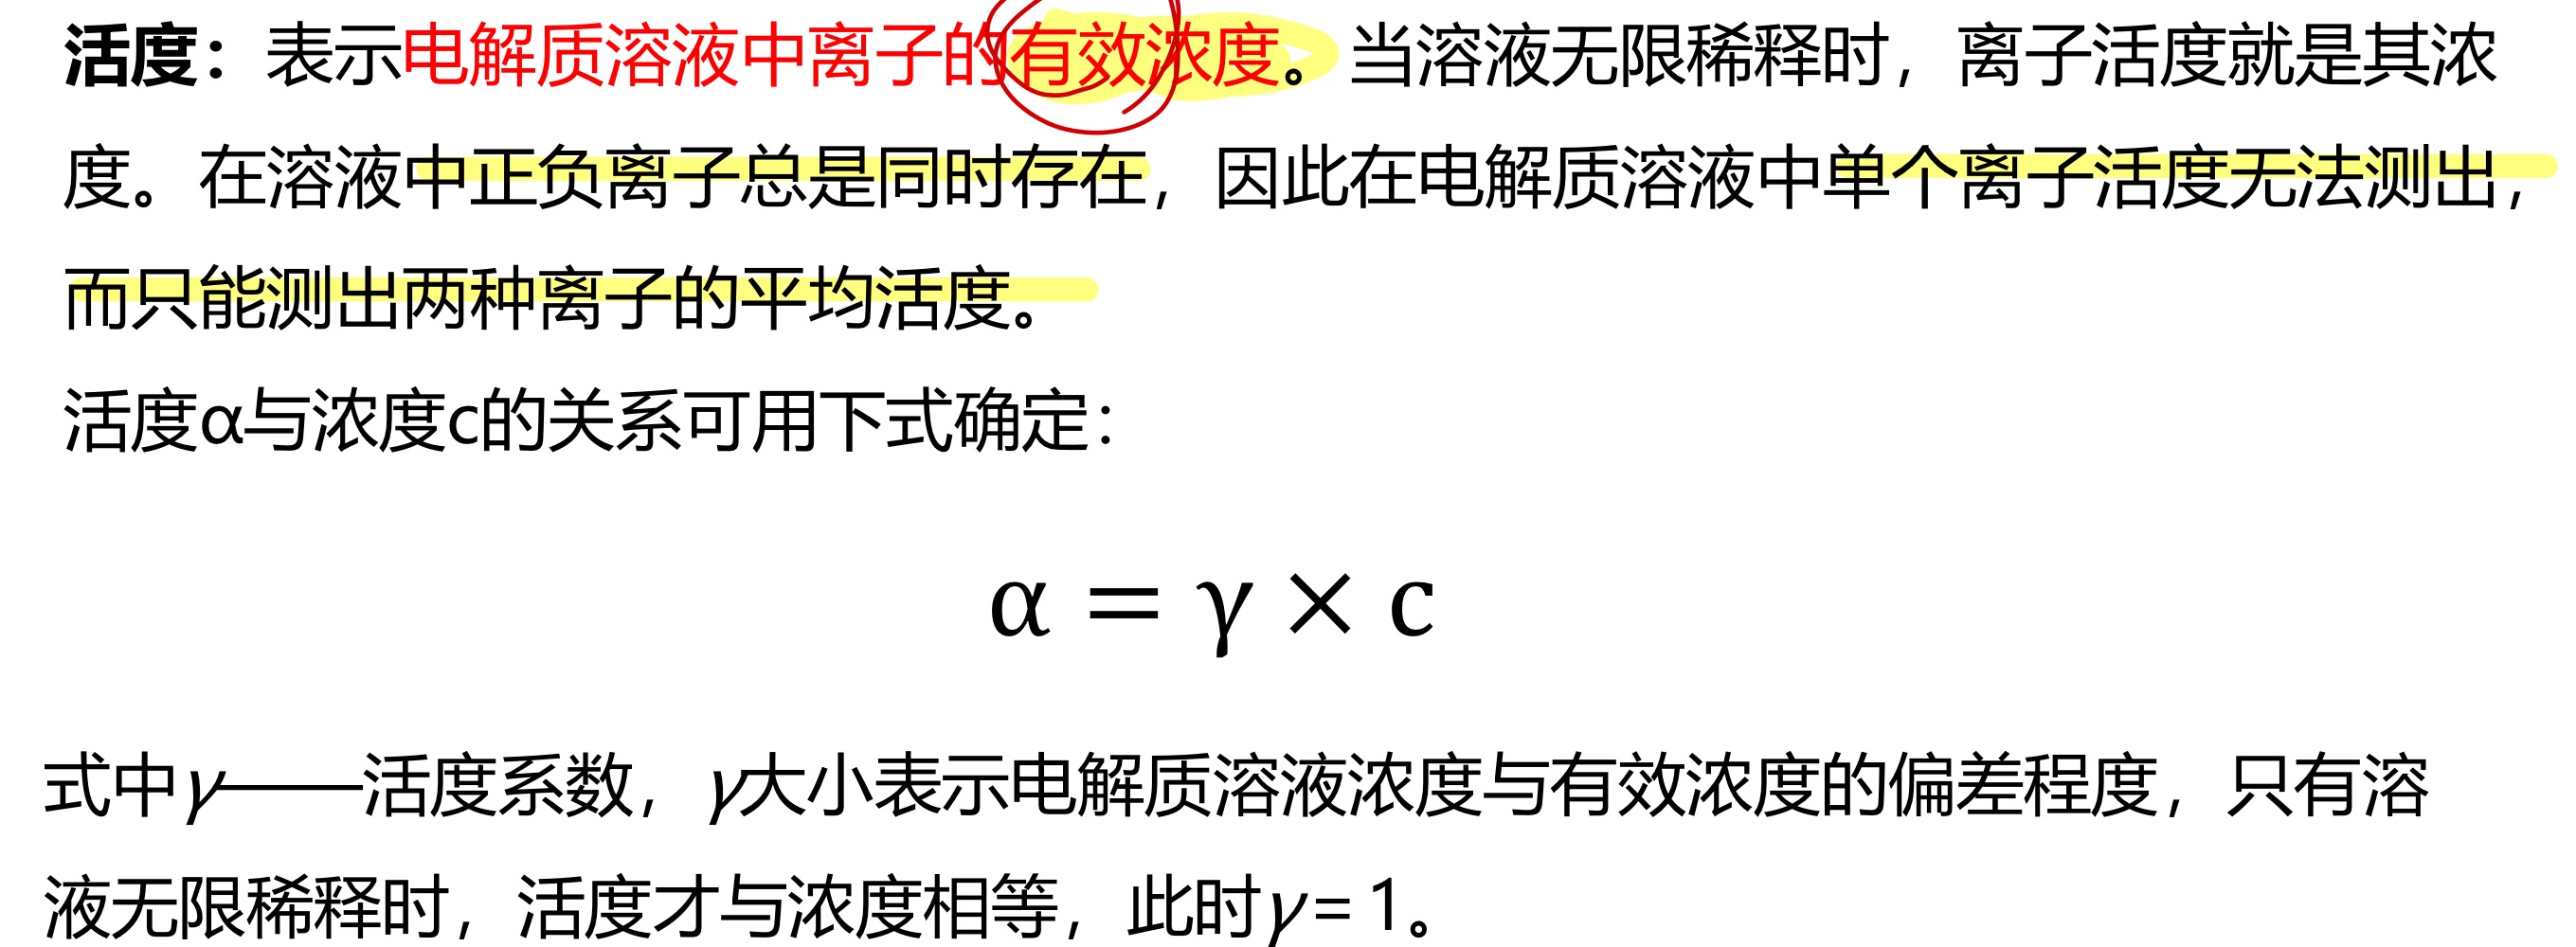 活度：表示电解质溶液中离子的有效浓度。当溶液无限稀释时，离子活度就是其浓
度。在溶液中正负离子总是同时存在，因此在电解质溶液中单个离子活度无法测出，
而只能测出两种离子的平均活度。
活度α与浓度c的关系可用下式确定：
α = γ × c
式中γ——活度系数，γ大小表示电解质溶液浓度与有效浓度的偏差程度，只有溶
液无限稀释时，活度才与浓度相等，此时γ= 1。